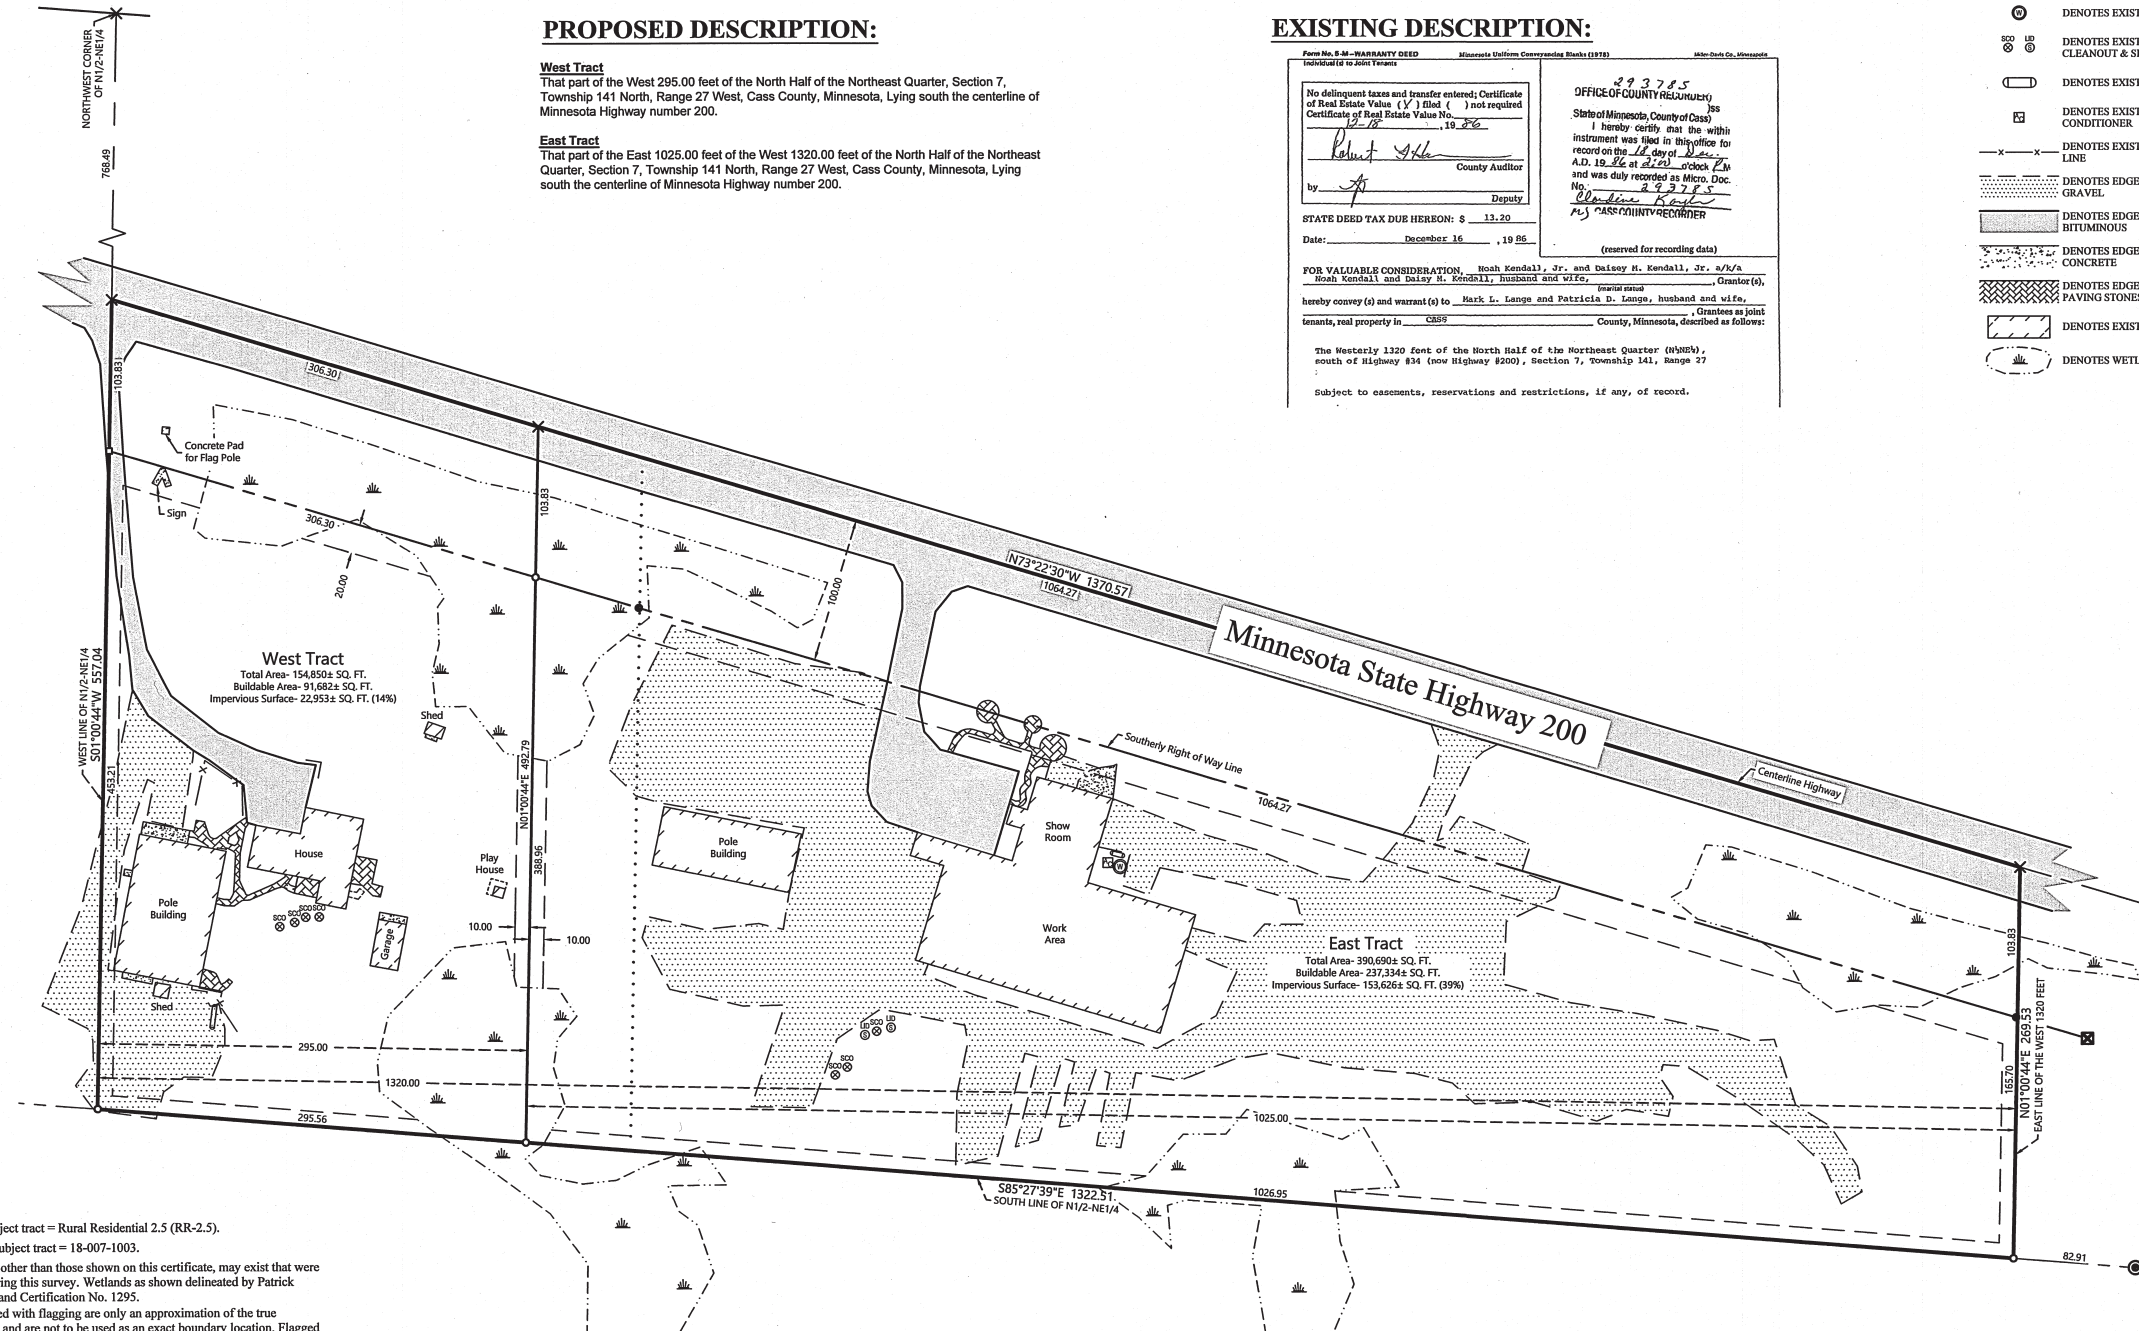 PROPOSED DESCRIPTION:
West Tract
That part of the West 295.00 feet of the North Half of the Northeast Quarter, Section 7,
Township 141 North, Range 27 West, Cass County, Minnesota, Lying south the centerline of
Minnesota Highway number 200.
East Tract
That part of the East 1025.00 feet of the West 1320.00 feet of the North Half of the Northeast
Quarter, Section 7, Township 141 North, Range 27 West, Cass County, Minnesota, Lying
south the centerline of Minnesota Highway number 200.
EXISTING DESCRIPTION:
Form No. 5-M—WARRANTY DEED
Minnesota Uniform Conveyancing Blanks (1978)
Miller-Davis Co., Minneapolis
Individual (s) to Joint Tenants
No delinquent taxes and transfer entered; Certificate
of Real Estate Value ( ) filed ( ) not required
Certificate of Real Estate Value No.
12-18 , 19 86
County Auditor
by
Deputy
STATE DEED TAX DUE HEREON: $ 13.20
Date: December 16 , 19 86
293785
OFFICE OF COUNTY RECORDER)
)ss
State of Minnesota, County of Cass)
I hereby certify that the within
instrument was filed in this office for
record on the 18 day of Dec.
A.D. 19 86 at 2:00 o'clock P.M
and was duly recorded as Micro. Doc.
No. 293785
CASS COUNTY RECORDER
(reserved for recording data)
FOR VALUABLE CONSIDERATION, Noah Kendall, Jr. and Daisey M. Kendall, Jr. a/k/a
Noah Kendall and Daisy M. Kendall, husband and wife, , Grantor (s),
(marital status)
hereby convey (s) and warrant (s) to Mark L. Lange and Patricia D. Lange, husband and wife,
, Grantees as joint
tenants, real property in CASS County, Minnesota, described as follows:
The Westerly 1320 feet of the North Half of the Northeast Quarter (N½NE¼),
south of Highway #34 (now Highway #200), Section 7, Township 141, Range 27
Subject to easements, reservations and restrictions, if any, of record.
W
DENOTES EXIST
SCO LID
S
DENOTES EXIST
CLEANOUT & SE
DENOTES EXIST
DENOTES EXIST
CONDITIONER
DENOTES EXIST
LINE
DENOTES EDGE
GRAVEL
DENOTES EDGE
BITUMINOUS
DENOTES EDGE
CONCRETE
DENOTES EDGE
PAVING STONES
DENOTES EXIST
DENOTES WETL
NORTHWEST CORNER
OF N1/2-NE1/4
768.49
103.83
306.30
Concrete Pad
for Flag Pole
Sign
306.30
20.00
103.83
100.00
N73°22'30"W 1370.57
1064.27
Minnesota State Highway 200
Centerline Highway
Southerly Right of Way Line
1064.27
West Tract
Total Area- 154,850± SQ. FT.
Buildable Area- 91,682± SQ. FT.
Impervious Surface- 22,953± SQ. FT. (14%)
WEST LINE OF N1/2-NE1/4
S01°00'44"W 557.04
453.21
Shed
N01°00'44"E 492.79
388.96
House
Pole
Building
Play
House
SCO
SCO
SCO
SCO
Garage
Shed
10.00
10.00
Pole
Building
Show
Room
W
Work
Area
East Tract
Total Area- 390,690± SQ. FT.
Buildable Area- 237,334± SQ. FT.
Impervious Surface- 153,626± SQ. FT. (39%)
LID
SCO
LID
S
S
SCO
SCO
103.83
165.70
N01°00'44"E 269.53
EAST LINE OF THE WEST 1320 FEET
295.00
1320.00
1025.00
295.56
S85°27'39"E 1322.51
SOUTH LINE OF N1/2-NE1/4
1026.95
82.91
ject tract = Rural Residential 2.5 (RR-2.5).
ubject tract = 18-007-1003.
other than those shown on this certificate, may exist that were
ring this survey. Wetlands as shown delineated by Patrick
and Certification No. 1295.
ed with flagging are only an approximation of the true
and are not to be used as an exact boundary location. Flagged